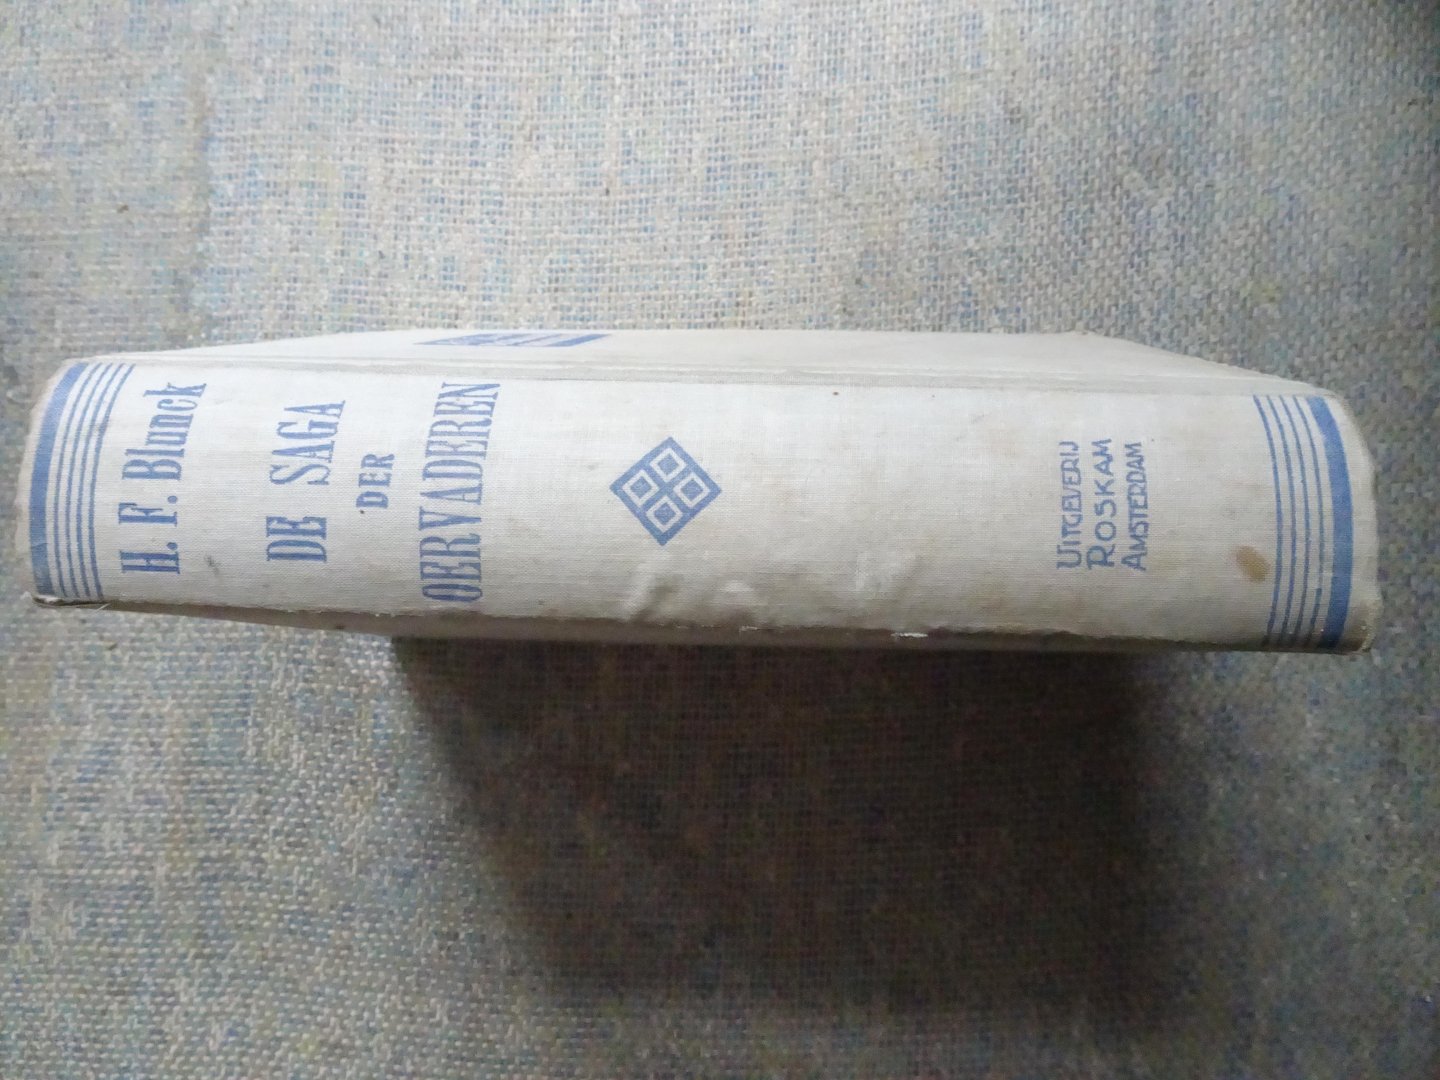 H. F. Blunck
DE SAGA
DER
OERVADEREN
UITGEVERIJ
ROSKAM
AMSTERDAM